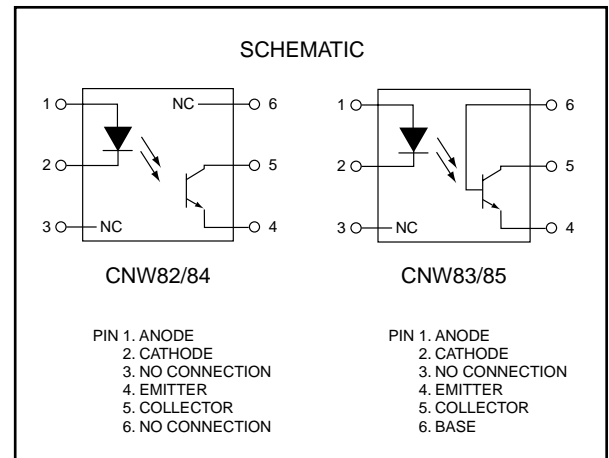 SCHEMATIC
1
2
3
NC
NC
6
5
4
CNW82/84
PIN 1. ANODE
2. CATHODE
3. NO CONNECTION
4. EMITTER
5. COLLECTOR
6. NO CONNECTION
1
2
3
NC
6
5
4
CNW83/85
PIN 1. ANODE
2. CATHODE
3. NO CONNECTION
4. EMITTER
5. COLLECTOR
6. BASE